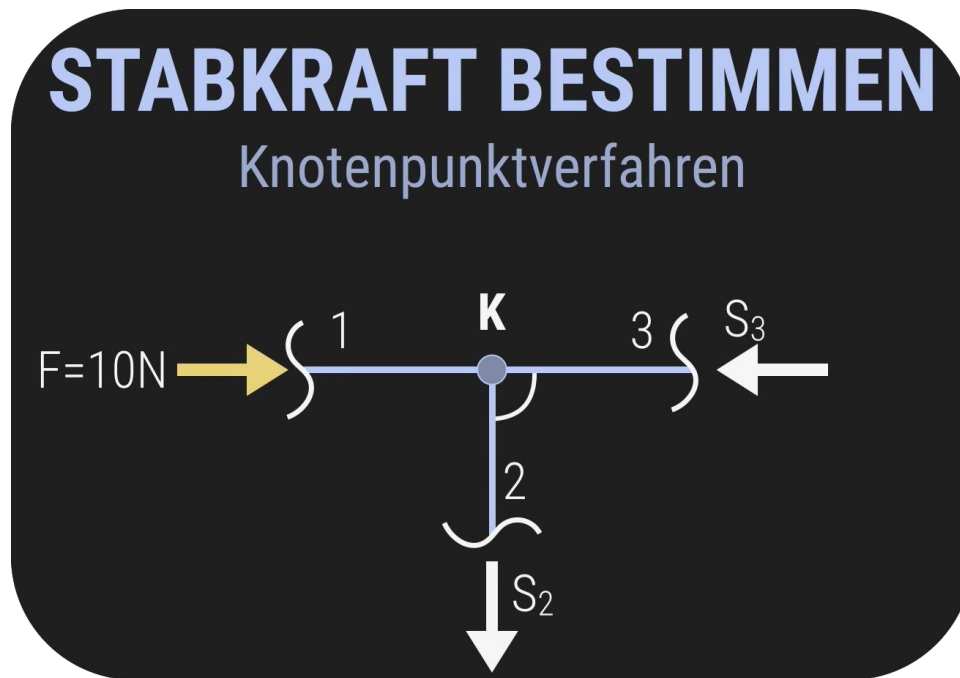 STABKRAFT BESTIMMEN
Knotenpunktverfahren
K
1
3
S₃
F=10N
2
S₂